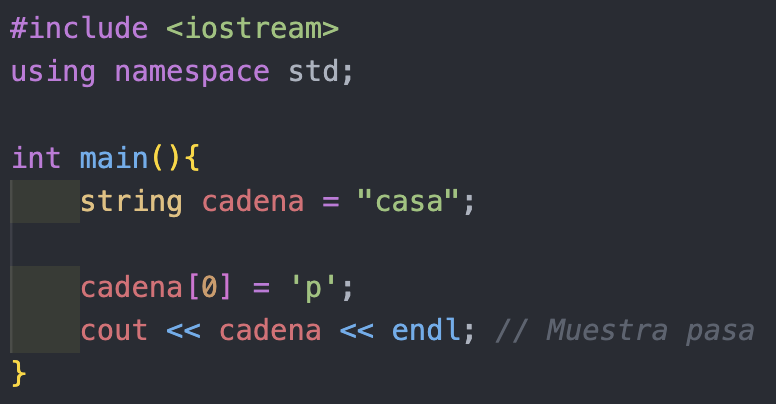 #include <iostream>
using namespace std;
int main(){
string cadena = "casa";
cadena[0] = 'p';
cout << cadena << endl; // Muestra pasa
}